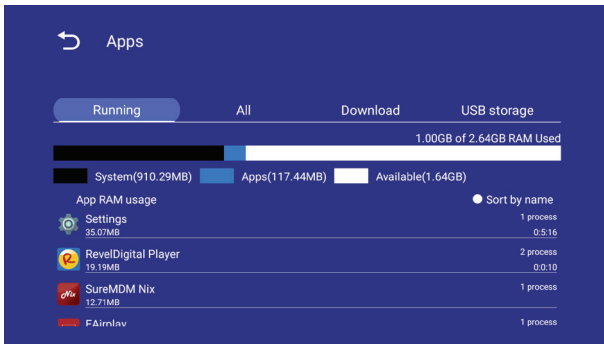 Apps
Running All Download USB storage
1.00GB of 2.64GB RAM Used
System(910.29MB) Apps(117.44MB) Available(1.64GB)
App RAM usage Sort by name
Settings 1 process
35.07MB 0:5:16
RevelDigital Player 2 process
19.19MB 0:0:10
Nix SureMDM Nix 1 process
12.71MB
EAirplay 1 process